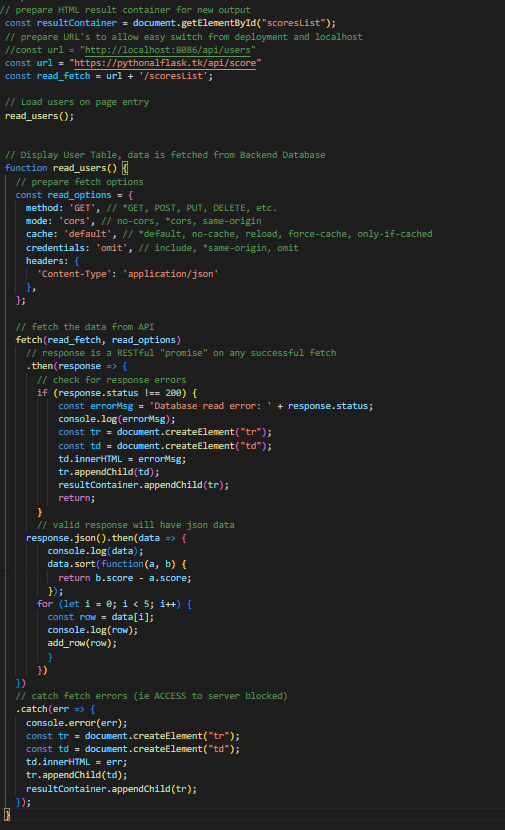 // prepare HTML result container for new output
const resultContainer = document.getElementById("scoresList");
// prepare URL's to allow easy switch from deployment and localhost
//const url = "http://localhost:8086/api/users"
const url = "https://pythonalflask.tk/api/score"
const read_fetch = url + '/scoresList';

// Load users on page entry
read_users();


// Display User Table, data is fetched from Backend Database
function read_users() {
  // prepare fetch options
  const read_options = {
    method: 'GET', // *GET, POST, PUT, DELETE, etc.
    mode: 'cors', // no-cors, *cors, same-origin
    cache: 'default', // *default, no-cache, reload, force-cache, only-if-cached
    credentials: 'omit', // include, *same-origin, omit
    headers: {
      'Content-Type': 'application/json'
    },
  };

  // fetch the data from API
  fetch(read_fetch, read_options)
    // response is a RESTful "promise" on any successful fetch
    .then(response => {
      // check for response errors
      if (response.status !== 200) {
          const errorMsg = 'Database read error: ' + response.status;
          console.log(errorMsg);
          const tr = document.createElement("tr");
          const td = document.createElement("td");
          td.innerHTML = errorMsg;
          tr.appendChild(td);
          resultContainer.appendChild(tr);
          return;
      }
      // valid response will have json data
    response.json().then(data => {
        console.log(data);
        data.sort(function(a, b) {
          return b.score - a.score;
        });
      for (let i = 0; i < 5; i++) {
        const row = data[i];
        console.log(row);
        add_row(row);
        }
      })
  })
  // catch fetch errors (ie ACCESS to server blocked)
  .catch(err => {
    console.error(err);
    const tr = document.createElement("tr");
    const td = document.createElement("td");
    td.innerHTML = err;
    tr.appendChild(td);
    resultContainer.appendChild(tr);
  });
}